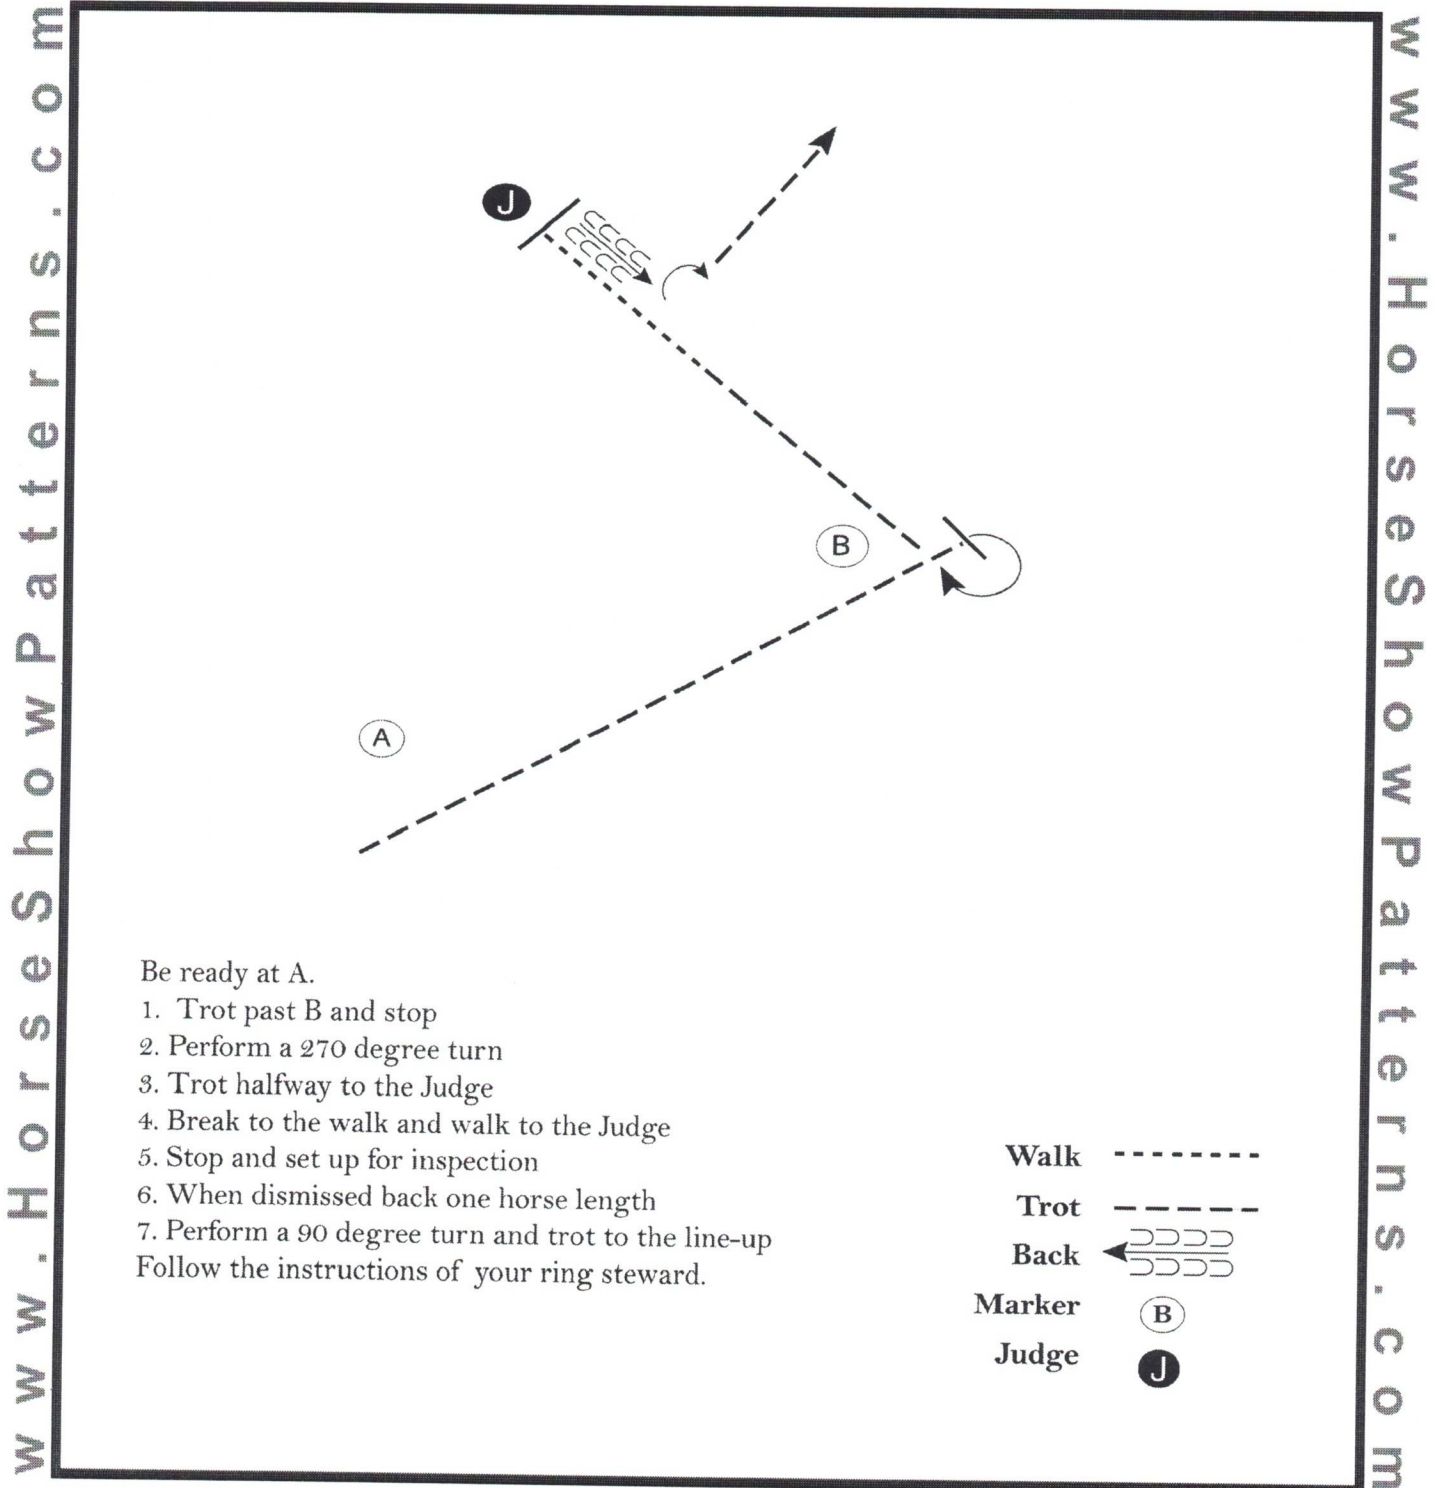 www.HorseShowPatterns.com
www.HorseShowPatterns.com
J
B
A
Be ready at A.
1. Trot past B and stop
2. Perform a 270 degree turn
3. Trot halfway to the Judge
4. Break to the walk and walk to the Judge
5. Stop and set up for inspection
6. When dismissed back one horse length
7. Perform a 90 degree turn and trot to the line-up
Follow the instructions of your ring steward.
Walk
Trot
Back
Marker B
Judge J